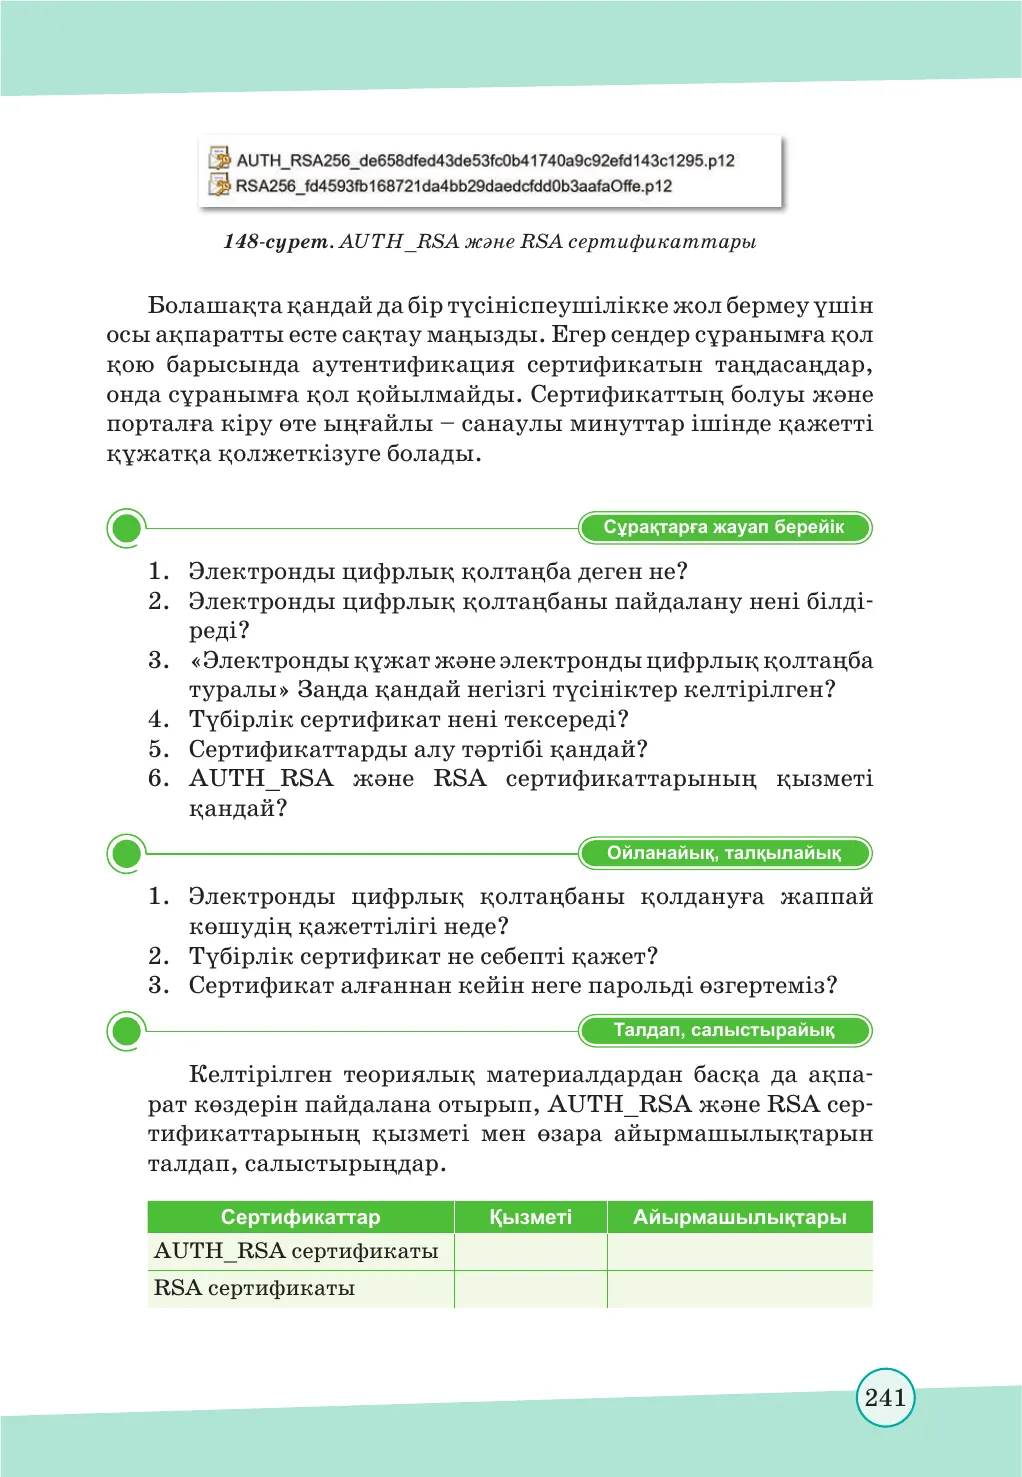 AUTH_RSA256_de658dfed43de53fc0b41740a9c92efd143c1295.p12
RSA256_fd4593fb168721da4bb29daedcfdd0b3aafaOffe.p12
148-сурет. AUTH_RSA және RSA сертификаттары
Болашақта қандай да бір түсініспеушілікке жол бермеу үшін
осы ақпаратты есте сақтау маңызды. Егер сендер сұранымға қол
қою барысында аутентификация сертификатын таңдасаңдар,
онда сұранымға қол қойылмайды. Сертификаттың болуы және
порталға кіру өте ыңғайлы – санаулы минуттар ішінде қажетті
құжатқа қолжеткізуге болады.
Сұрақтарға жауап берейік
1. Электронды цифрлық қолтаңба деген не?
2. Электронды цифрлық қолтаңбаны пайдалану нені білді-
реді?
3. «Электронды құжат және электронды цифрлық қолтаңба
туралы» Заңда қандай негізгі түсініктер келтірілген?
4. Түбірлік сертификат нені тексереді?
5. Сертификаттарды алу тәртібі қандай?
6. AUTH_RSA және RSA сертификаттарының қызметі
қандай?
Ойланайық, талқылайық
1. Электронды цифрлық қолтаңбаны қолдануға жаппай
көшудің қажеттілігі неде?
2. Түбірлік сертификат не себепті қажет?
3. Сертификат алғаннан кейін неге парольді өзгертеміз?
Талдап, салыстырайық
Келтірілген теориялық материалдардан басқа да ақпа-
рат көздерін пайдалана отырып, AUTH_RSA және RSA сер-
тификаттарының қызметі мен өзара айырмашылықтарын
талдап, салыстырыңдар.
Сертификаттар Қызметі Айырмашылықтары
AUTH_RSA сертификаты
RSA сертификаты
241